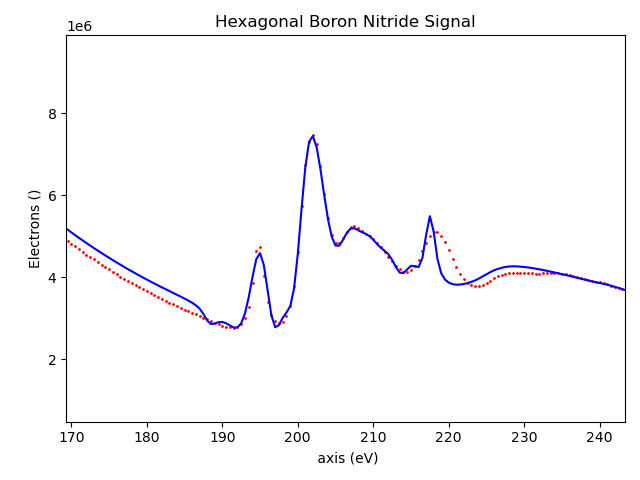 Hexagonal Boron Nitride Signal
1e6
8
6
4
2
Electrons ()
170 180 190 200 210 220 230 240
axis (eV)